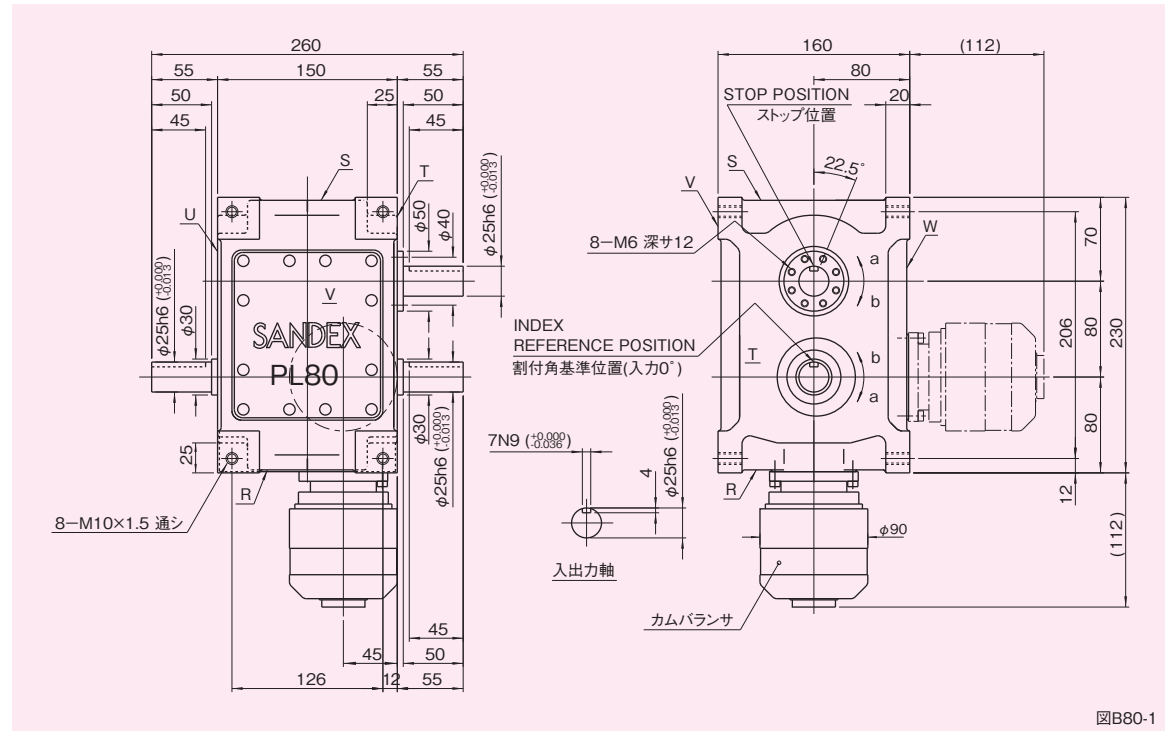 260
55
150
55
50
25
50
45
45
S
T
U
φ50
φ40
φ25h6 (+0.000 -0.013)
φ25h6 (+0.000 -0.013)
φ30
V
SANDEX
PL80
25
φ30
φ25h6 (+0.000 -0.013)
R
8−M10×1.5 通シ
45
45
50
126
12
55
160
(112)
80
STOP POSITION
20
ストップ位置
22.5°
S
V
W
8−M6 深サ12
a
b
INDEX
REFERENCE POSITION
割付角基準位置(入力0°)
T
b
a
70
206
80
230
80
12
(112)
7N9 (+0.000 -0.036)
4
φ25h6 (+0.000 -0.013)
入出力軸
R
φ90
カムバランサ
図B80-1